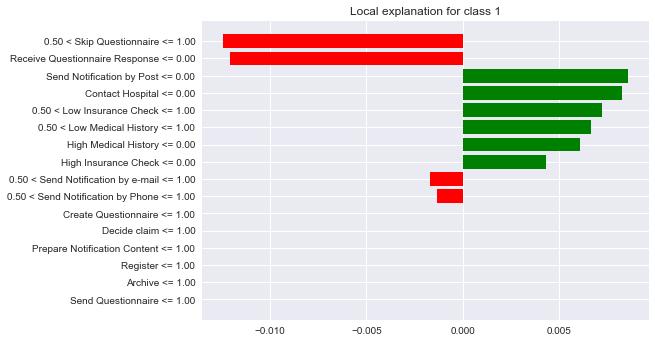 Local explanation for class 1
0.50 < Skip Questionnaire <= 1.00
Receive Questionnaire Response <= 0.00
Send Notification by Post <= 0.00
Contact Hospital <= 0.00
0.50 < Low Insurance Check <= 1.00
0.50 < Low Medical History <= 1.00
High Medical History <= 0.00
High Insurance Check <= 0.00
0.50 < Send Notification by e-mail <= 1.00
0.50 < Send Notification by Phone <= 1.00
Create Questionnaire <= 1.00
Decide claim <= 1.00
Prepare Notification Content <= 1.00
Register <= 1.00
Archive <= 1.00
Send Questionnaire <= 1.00
−0.010 −0.005 0.000 0.005